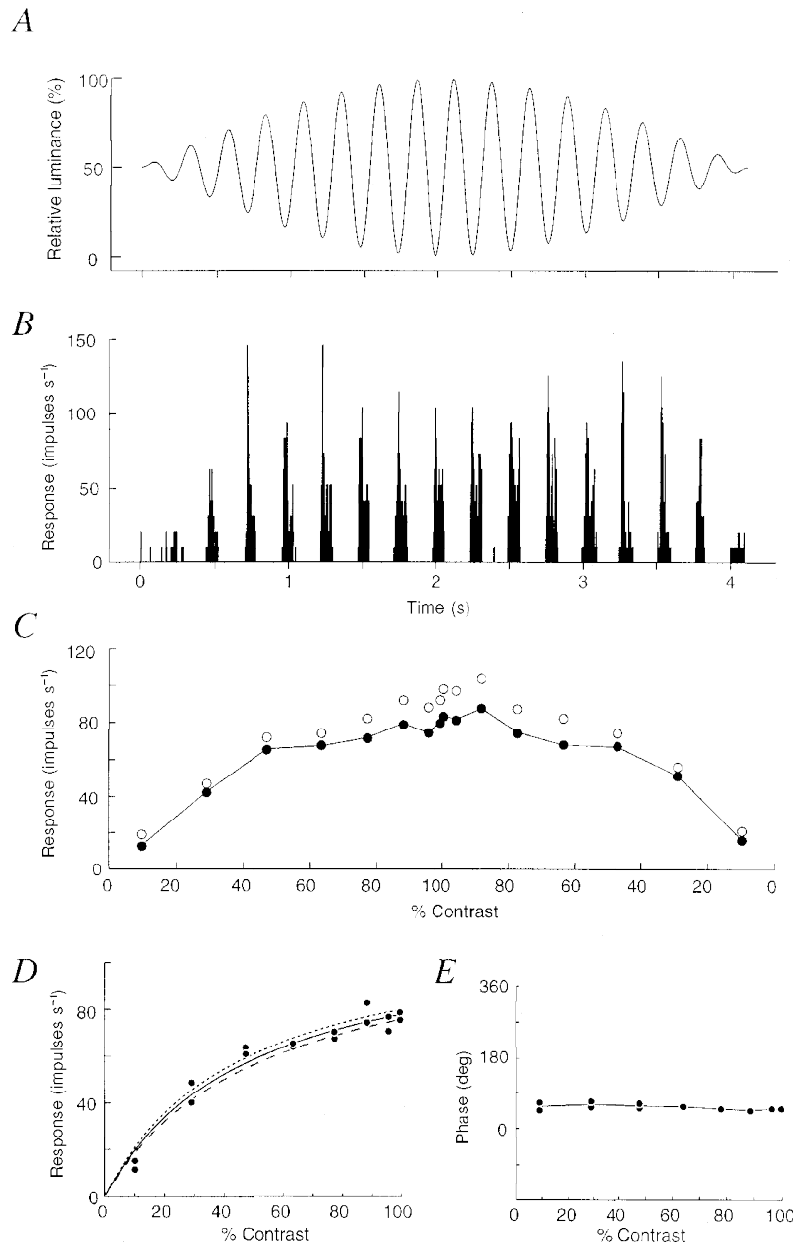 A
Relative luminance (%)
100
50
0
B
Response (impulses s⁻¹)
150
100
50
0
0 1 2 3 4
Time (s)
C
Response (impulses s⁻¹)
120
80
40
0
0 20 40 60 80 100 80 60 40 20 0
% Contrast
D
Response (impulses s⁻¹)
80
40
0
0 20 40 60 80 100
% Contrast
E
Phase (deg)
360
180
0
0 20 40 60 80 100
% Contrast